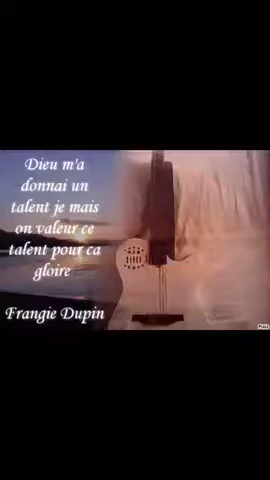 Dieu m'a
donnai un
talent je mais
on valeur ce
talent pour ca
gloire
Frangie Dupin